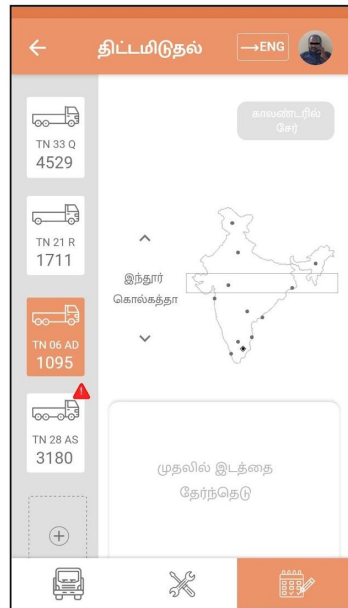 திட்டமிடுதல்
→ENG
காலண்டரில்
சேர்
TN 33 Q
4529
TN 21 R
1711
TN 06 AD
1095
TN 28 AS
3180
இந்தூர்
கொல்கத்தா
முதலில் இடத்தை
தேர்ந்தெடு